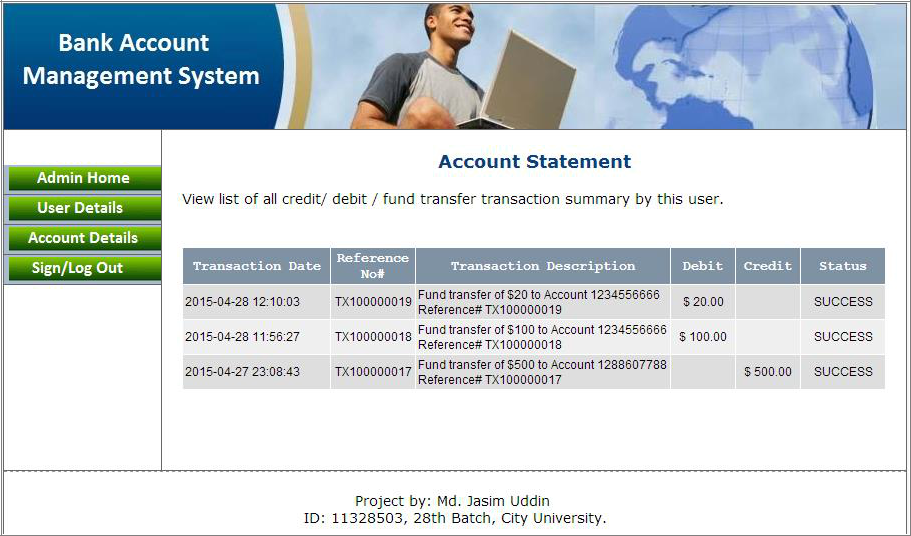 Bank Account
Management System
Admin Home
User Details
Account Details
Sign/Log Out
Account Statement
View list of all credit/ debit / fund transfer transaction summary by this user.
Transaction Date Reference No# Transaction Description Debit Credit Status
2015-04-28 12:10:03 TX100000019 Fund transfer of $20 to Account 1234556666 $ 20.00 SUCCESS
Reference# TX100000019
2015-04-28 11:56:27 TX100000018 Fund transfer of $100 to Account 1234556666 $ 100.00 SUCCESS
Reference# TX100000018
2015-04-27 23:08:43 TX100000017 Fund transfer of $500 to Account 1288607788 $ 500.00 SUCCESS
Reference# TX100000017
Project by: Md. Jasim Uddin
ID: 11328503, 28th Batch, City University.